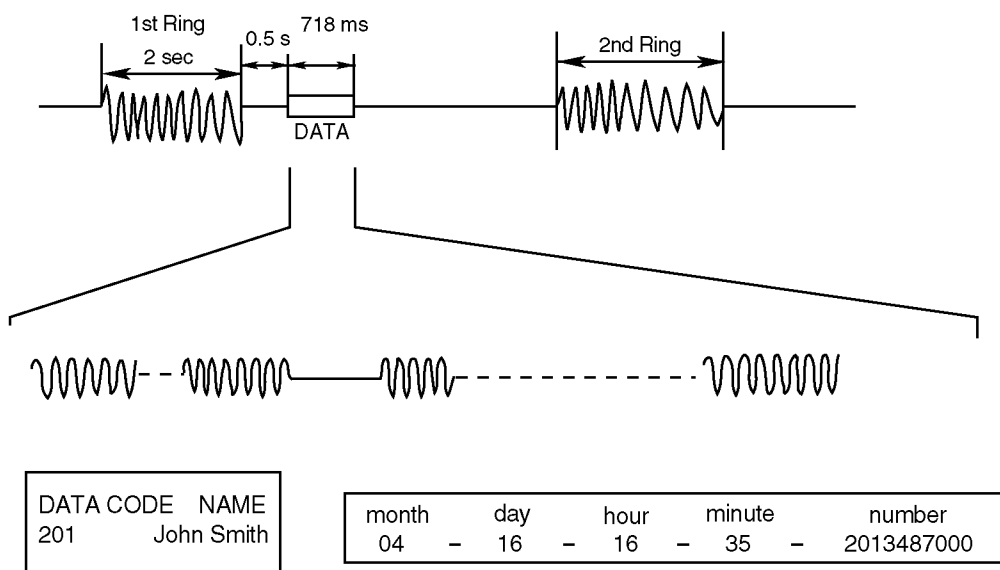 1st Ring
2 sec
0.5 s
718 ms
2nd Ring
DATA
DATA CODE NAME
201 John Smith
month day hour minute number
04 – 16 – 16 – 35 – 2013487000